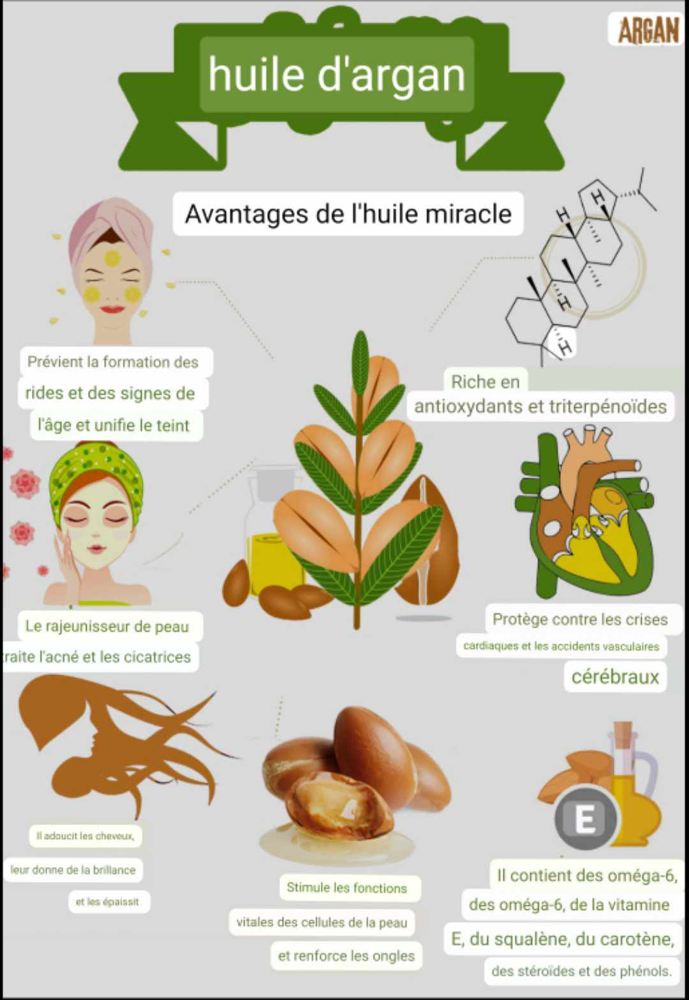 ARGAN
huile d'argan
Avantages de l'huile miracle
H
H
H
H
Prévient la formation des
rides et des signes de
l'âge et unifie le teint
Riche en
antioxydants et triterpénoïdes
Le rajeunisseur de peau
traite l'acné et les cicatrices
Protège contre les crises
cardiaques et les accidents vasculaires
cérébraux
Il adoucit les cheveux,
leur donne de la brillance
et les épaissit
Stimule les fonctions
vitales des cellules de la peau
et renforce les ongles
E
Il contient des oméga-6,
des oméga-6, de la vitamine
E, du squalène, du carotène,
des stéroïdes et des phénols.